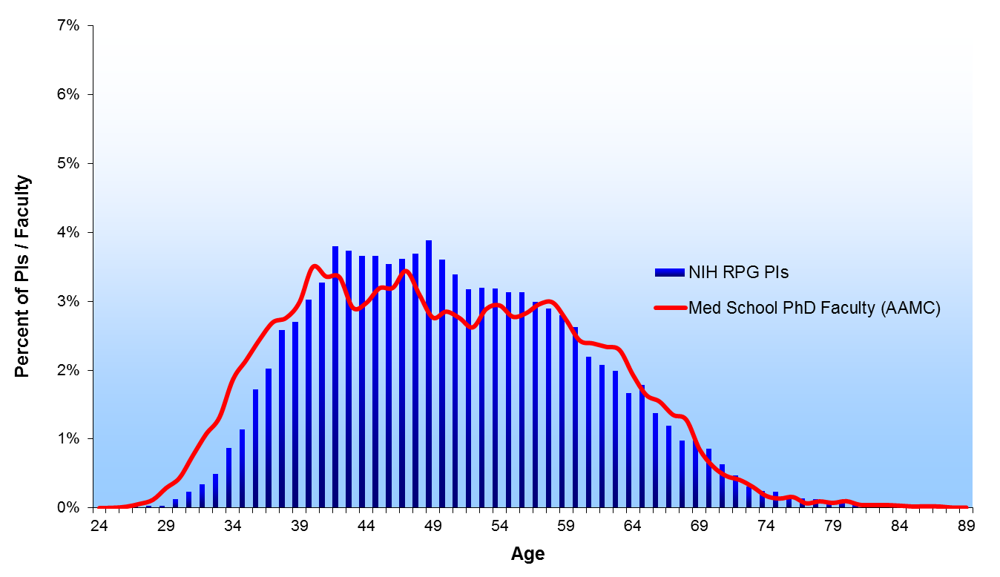 7%
6%
5%
4%
3%
2%
1%
0%
Percent of PIs / Faculty
NIH RPG PIs
Med School PhD Faculty (AAMC)
24 29 34 39 44 49 54 59 64 69 74 79 84 89
Age